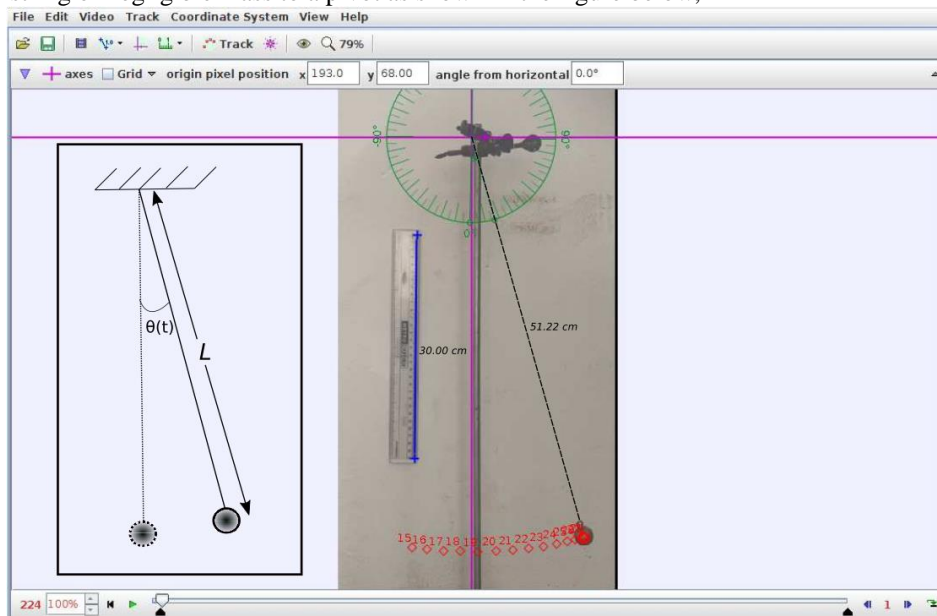 File Edit Video Track Coordinate System View Help
Track 79%
axes Grid origin pixel position x 193.0 y 68.00 angle from horizontal 0.0°
-90° 90°
0°
θ(t)
L
30.00 cm
51.22 cm
15 16 17 18 19 20 21 22 23 24
224 100% 1